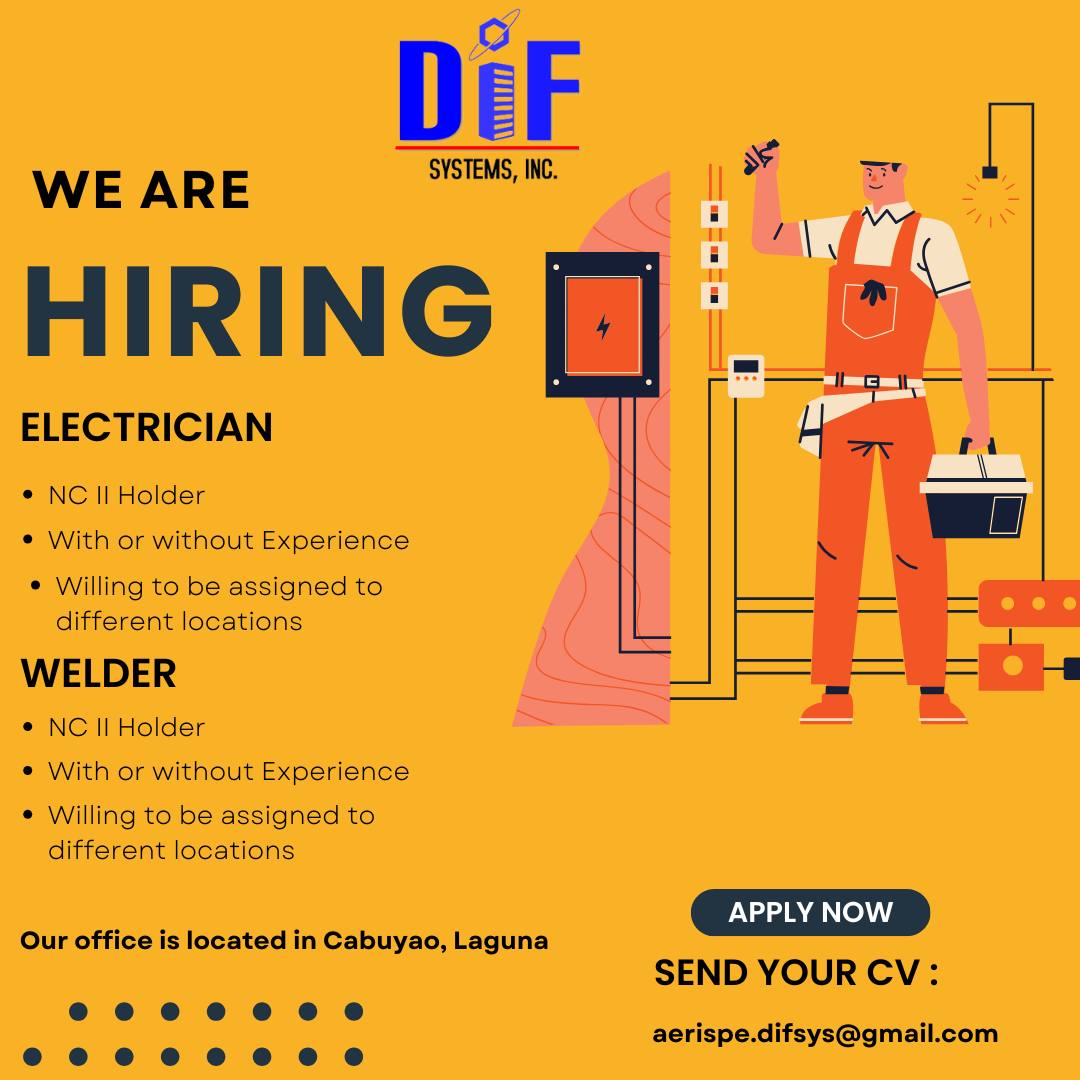 DiF
SYSTEMS, INC.
WE ARE
HIRING
ELECTRICIAN
• NC II Holder
• With or without Experience
• Willing to be assigned to
different locations
WELDER
• NC II Holder
• With or without Experience
• Willing to be assigned to
different locations
Our office is located in Cabuyao, Laguna
APPLY NOW
SEND YOUR CV :
aerispe.difsys@gmail.com